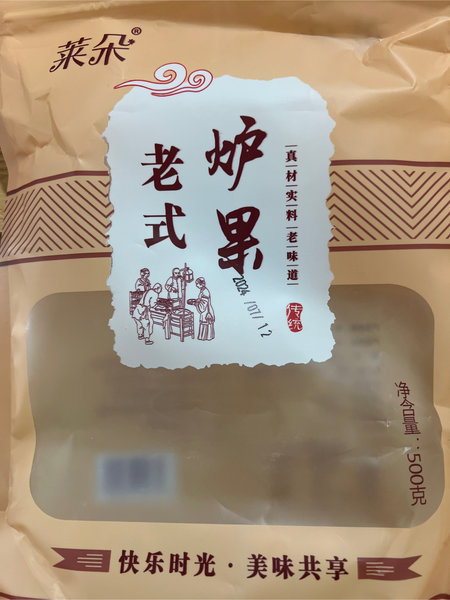 莱朵®
老式
炉果
真材实料老味道
2024/07/12
传统
净含量：500克
快乐时光·美味共享